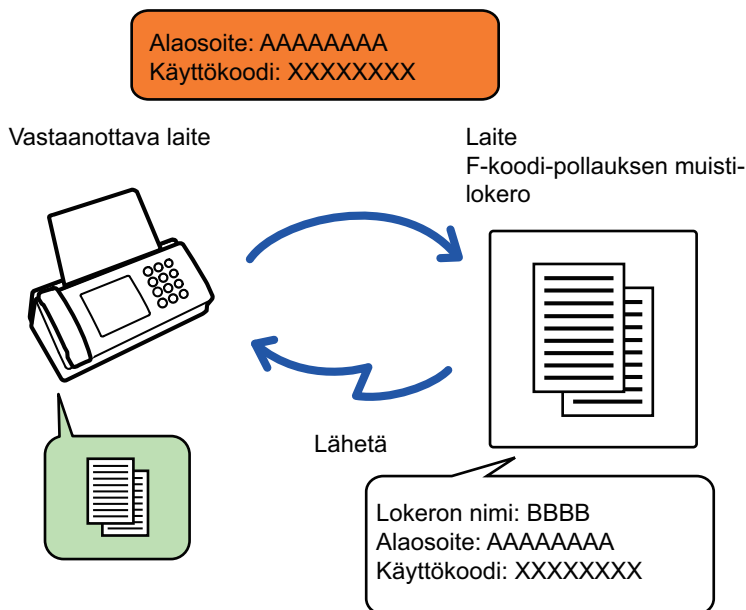 Alaosoite: AAAAAAAA
Käyttökoodi: XXXXXXXX
Vastaanottava laite
Laite
F-koodi-pollauksen muisti-
lokero
Lähetä
Lokeron nimi: BBBB
Alaosoite: AAAAAAAA
Käyttökoodi: XXXXXXXX